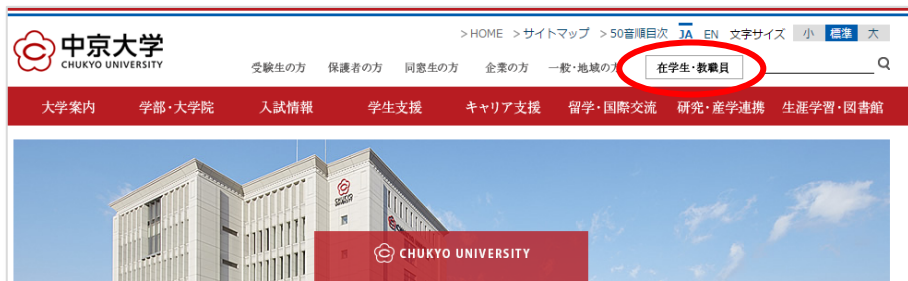 >HOME >サイトマップ >50音順目次 JA EN 文字サイズ 小 標準 大
中京大学
CHUKYO UNIVERSITY
受験生の方 保護者の方 同窓生の方 企業の方 一般・地域の方 在学生・教職員
大学案内 学部・大学院 入試情報 学生支援 キャリア支援 留学・国際交流 研究・産学連携 生涯学習・図書館
CHUKYO UNIVERSITY